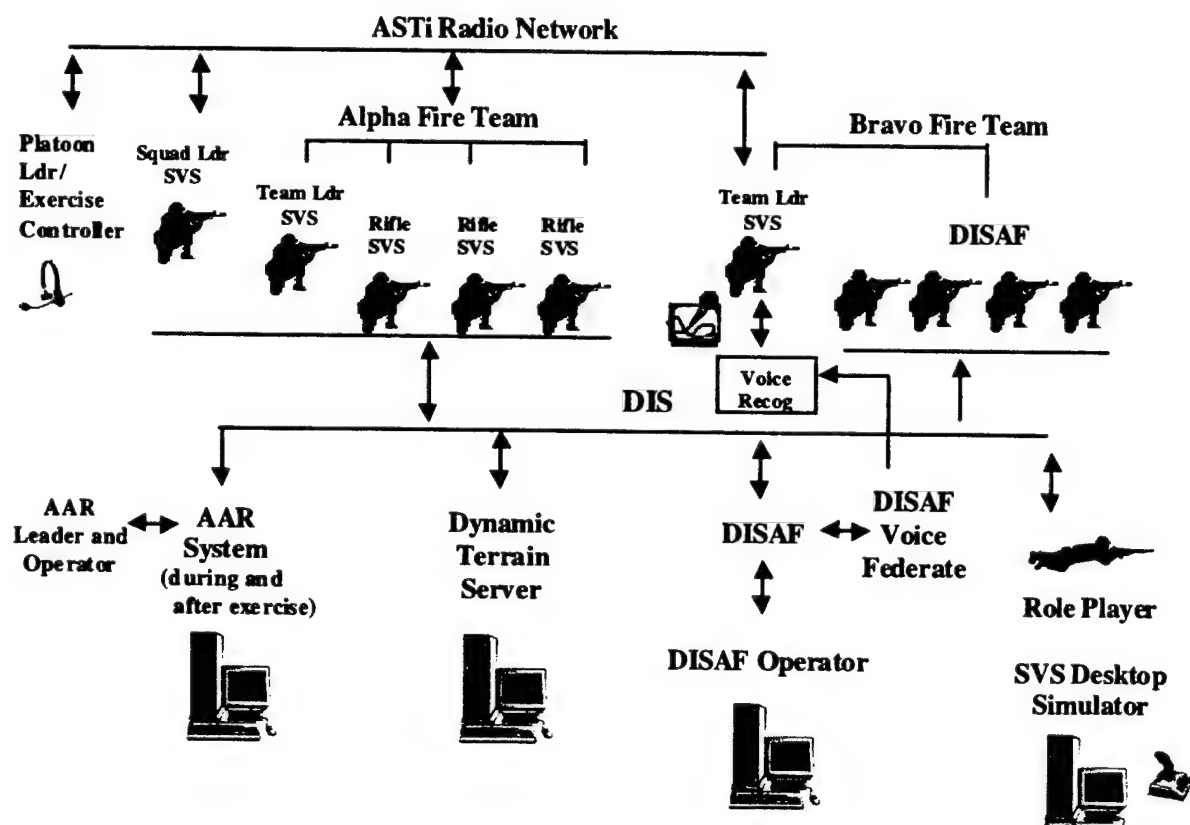 ASTi Radio Network
Alpha Fire Team
Bravo Fire Team
Platoon
Ldr/
Exercise
Controller
Squad Ldr
SVS
Team Ldr
SVS
Rifle
SVS
Rifle
SVS
Rifle
SVS
Team Ldr
SVS
DISAF
Voice
Recog
DIS
AAR
Leader and
Operator
AAR
System
(during and
after exercise)
Dynamic
Terrain
Server
DISAF
DISAF
Voice
Federate
Role Player
DISAF Operator
SVS Desktop
Simulator